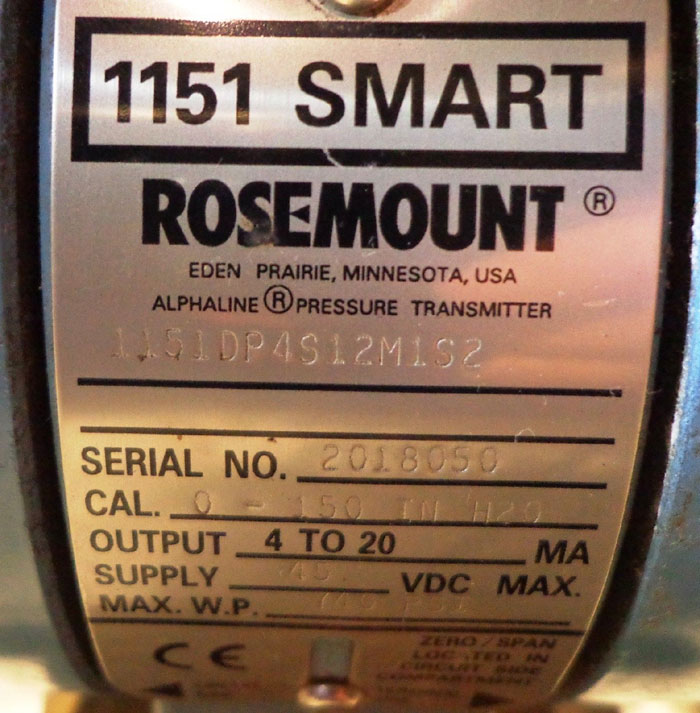 1151 SMART
ROSEMOUNT ®
EDEN PRAIRIE, MINNESOTA, USA
ALPHALINE ® PRESSURE TRANSMITTER
1151DP4S12M1S2
SERIAL NO. 2018050
CAL. 0 - 150 IN H2O
OUTPUT 4 TO 20 MA
SUPPLY 45 VDC MAX.
MAX. W.P. PSI
CE
ZERO / SPAN
LOCATED IN
CIRCUIT SIDE
COMPARTMENT